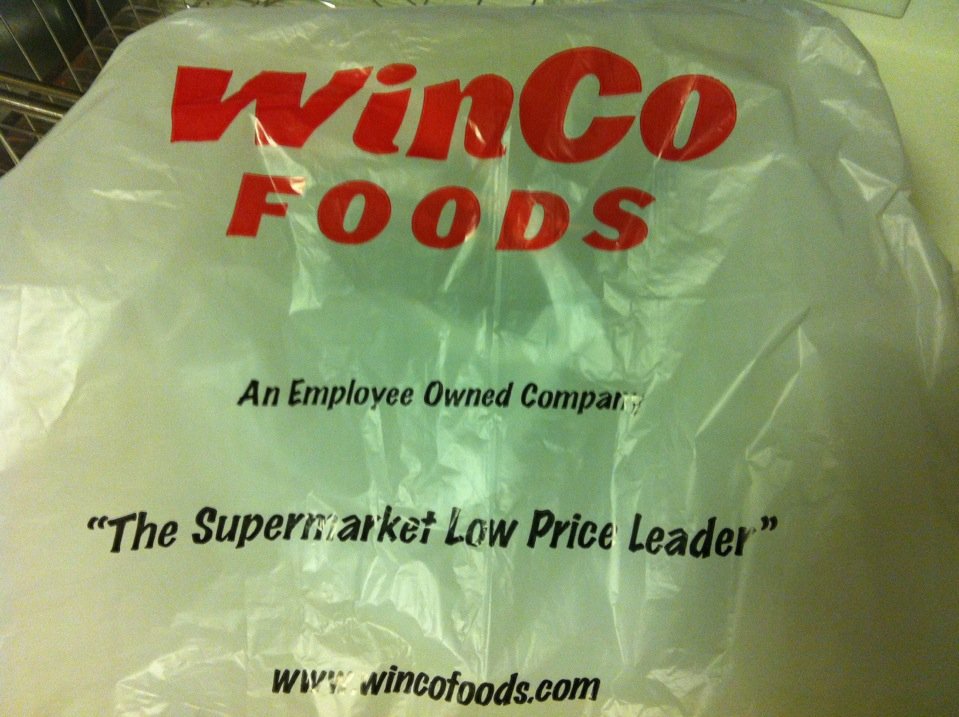 WinCo
FOODS
An Employee Owned Company
“The Supermarket Low Price Leader”
www.wincofoods.com